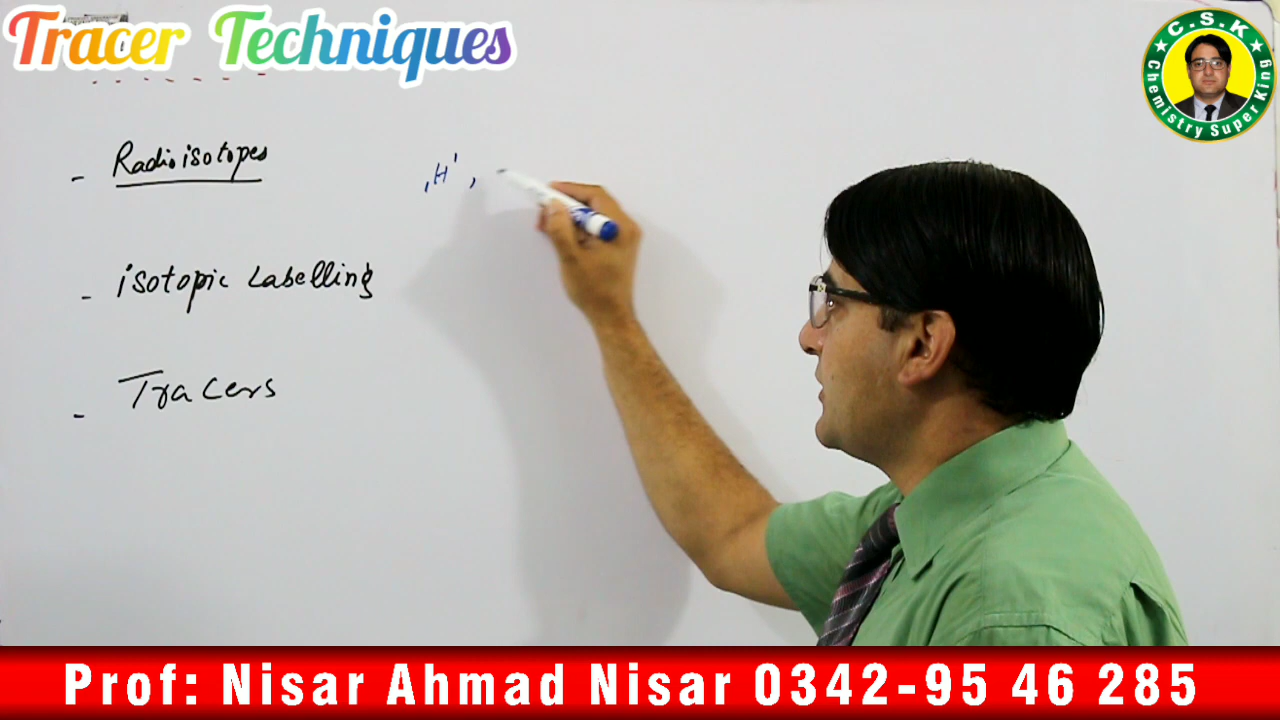 Tracer Techniques
C.S.K
Chemistry Super King
- Radioisotopes
₁H¹,
- isotopic Labelling
- Tracers
Prof: Nisar Ahmad Nisar 0342-95 46 285